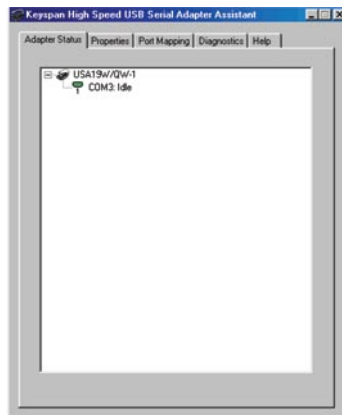 Keyspan High Speed USB Serial Adapter Assistant
Adapter Status Properties Port Mapping Diagnostics Help
USA19W/QW-1
1 COM3: Idle